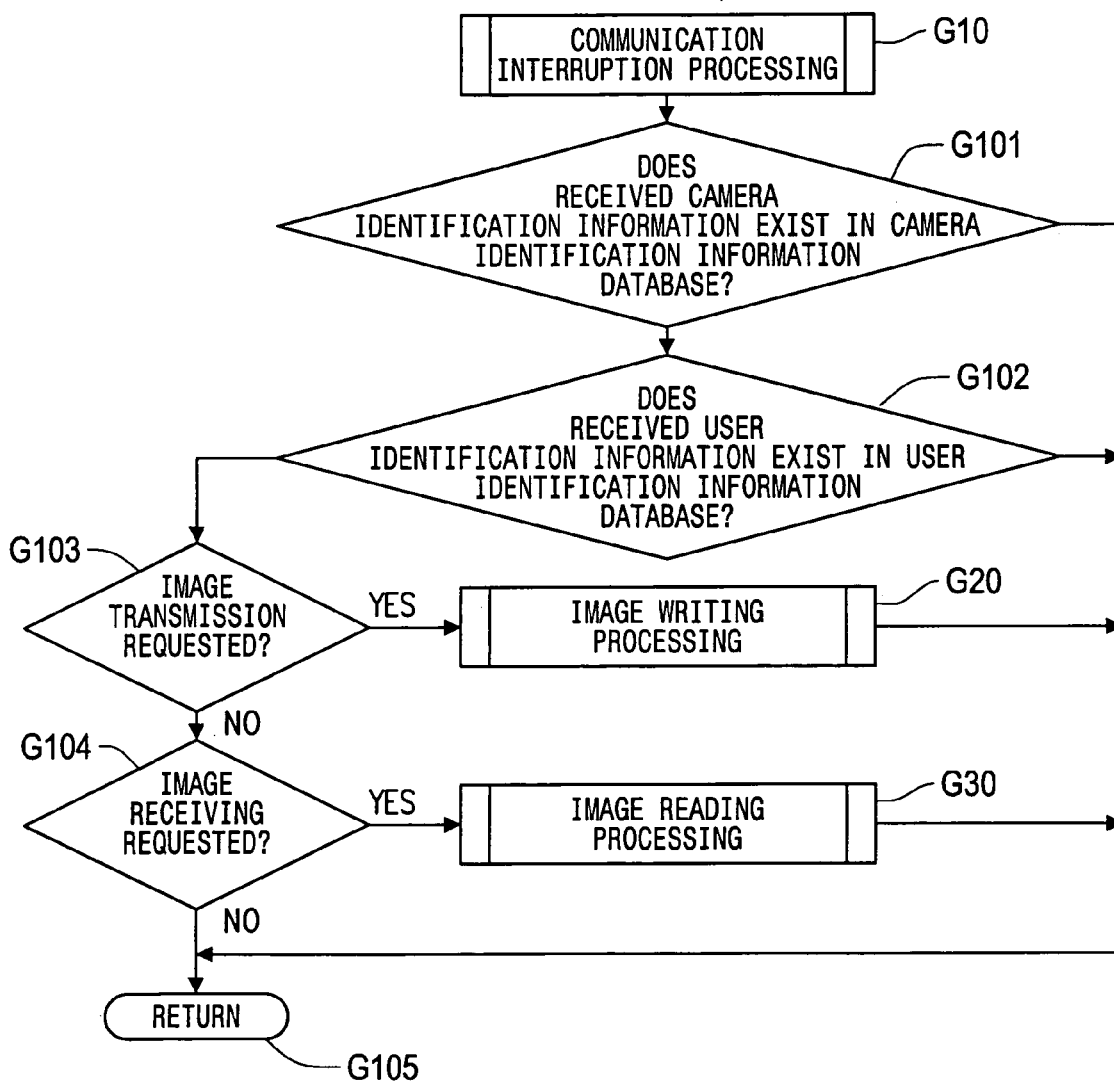 COMMUNICATION
INTERRUPTION PROCESSING
G10
DOES
RECEIVED CAMERA
IDENTIFICATION INFORMATION EXIST IN CAMERA
IDENTIFICATION INFORMATION
DATABASE?
G101
DOES
RECEIVED USER
IDENTIFICATION INFORMATION EXIST IN USER
IDENTIFICATION INFORMATION
DATABASE?
G102
G103
IMAGE
TRANSMISSION
REQUESTED?
YES
IMAGE WRITING
PROCESSING
G20
NO
G104
IMAGE
RECEIVING
REQUESTED?
YES
IMAGE READING
PROCESSING
G30
NO
RETURN
G105